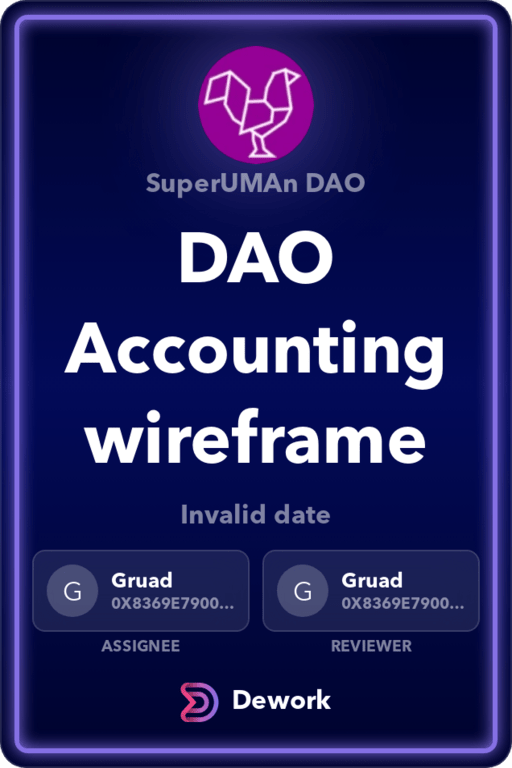 SuperUMAn DAO
DAO
Accounting
wireframe
Invalid date
G
Gruad
0X8369E7900...
G
Gruad
0X8369E7900...
ASSIGNEE
REVIEWER
Dework